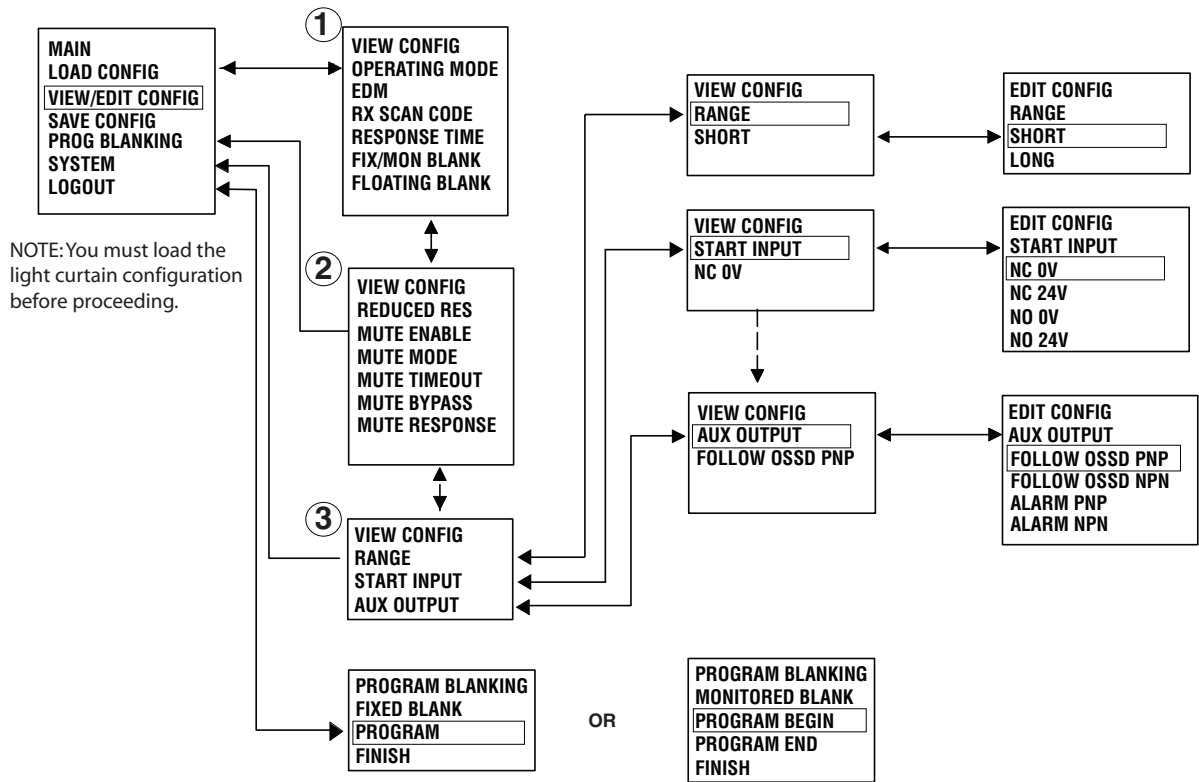 MAIN
LOAD CONFIG
VIEW/EDIT CONFIG
SAVE CONFIG
PROG BLANKING
SYSTEM
LOGOUT
NOTE: You must load the
light curtain configuration
before proceeding.
1
VIEW CONFIG
OPERATING MODE
EDM
RX SCAN CODE
RESPONSE TIME
FIX/MON BLANK
FLOATING BLANK
2
VIEW CONFIG
REDUCED RES
MUTE ENABLE
MUTE MODE
MUTE TIMEOUT
MUTE BYPASS
MUTE RESPONSE
3
VIEW CONFIG
RANGE
START INPUT
AUX OUTPUT
VIEW CONFIG
RANGE
SHORT
EDIT CONFIG
RANGE
SHORT
LONG
VIEW CONFIG
START INPUT
NC 0V
EDIT CONFIG
START INPUT
NC 0V
NC 24V
NO 0V
NO 24V
VIEW CONFIG
AUX OUTPUT
FOLLOW OSSD PNP
EDIT CONFIG
AUX OUTPUT
FOLLOW OSSD PNP
FOLLOW OSSD NPN
ALARM PNP
ALARM NPN
PROGRAM BLANKING
FIXED BLANK
PROGRAM
FINISH
OR
PROGRAM BLANKING
MONITORED BLANK
PROGRAM BEGIN
PROGRAM END
FINISH